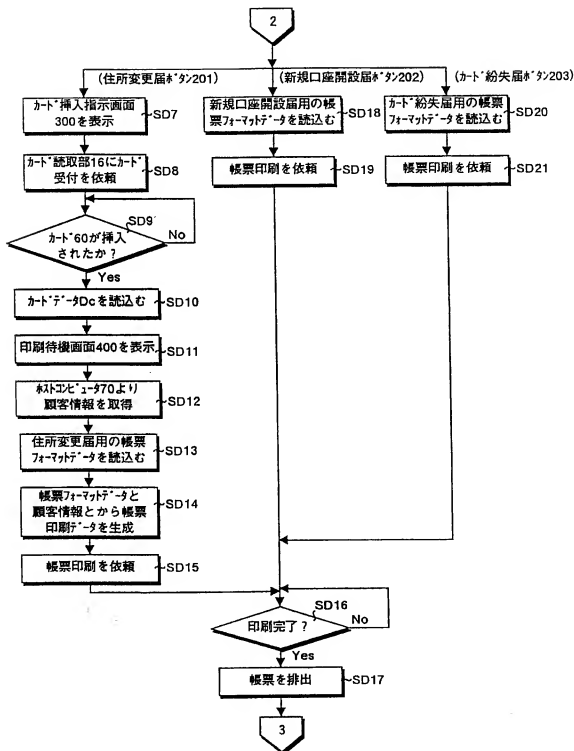 2
(住所変更届ボタン201)
(新規口座開設届ボタン202)
(カード紛失届ボタン203)
カード挿入指示画面
300を表示
SD7
新規口座開設届用の帳
票フォーマットデータを読込む
SD18
カード紛失届用の帳票
フォーマットデータを読込む
SD20
カード読取部16にカード
受付を依頼
SD8
帳票印刷を依頼
SD19
帳票印刷を依頼
SD21
SD9
カード60が挿入
されたか?
No
Yes
カードデータDcを読込む
SD10
印刷待機画面400を表示
SD11
ホストコンピュータ70より
顧客情報を取得
SD12
住所変更届用の帳票
フォーマットデータを読込む
SD13
帳票フォーマットデータと
顧客情報とから帳票
印刷データを生成
SD14
帳票印刷を依頼
SD15
SD16
印刷完了?
No
Yes
帳票を排出
SD17
3